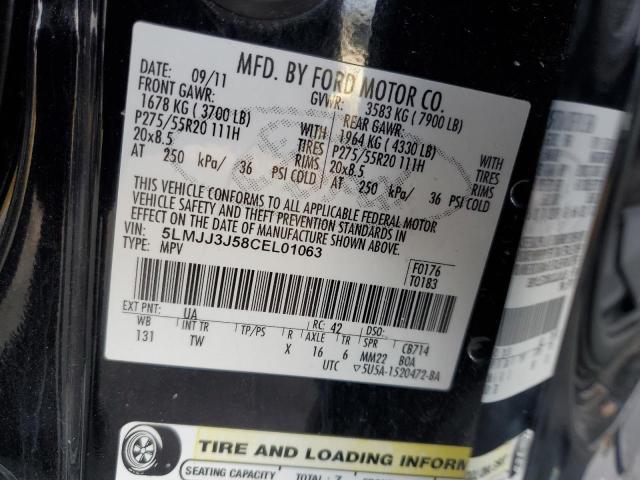 MFD. BY FORD MOTOR CO.
DATE: 09/11 GVWR: 3583 KG ( 7900 LB)
FRONT GAWR: REAR GAWR:
1678 KG ( 3700 LB) 1964 KG ( 4330 LB)
P275/55R20 111H TIRES P275/55R20 111H TIRES
20x8.5 RIMS 20x8.5 RIMS
AT 250 kPa/ 36 PSI COLD AT 250 kPa/ 36 PSI COLD
THIS VEHICLE CONFORMS TO ALL APPLICABLE FEDERAL MOTOR
VEHICLE SAFETY AND THEFT PREVENTION STANDARDS IN
EFFECT ON THE DATE OF MANUFACTURE SHOWN ABOVE.
VIN: 5LMJJ3J58CEL01063
TYPE: MPV
F0176
T0183
EXT PNT: UA RC: 42 DSO:
WB INT TR TP/PS R AXLE TR SPR CB714
131 TW X 16 6 MM22 BOA
UTC ▽5U5A-1520472-BA
TIRE AND LOADING INFORM
SEATING CAPACITY TOTAL: 7